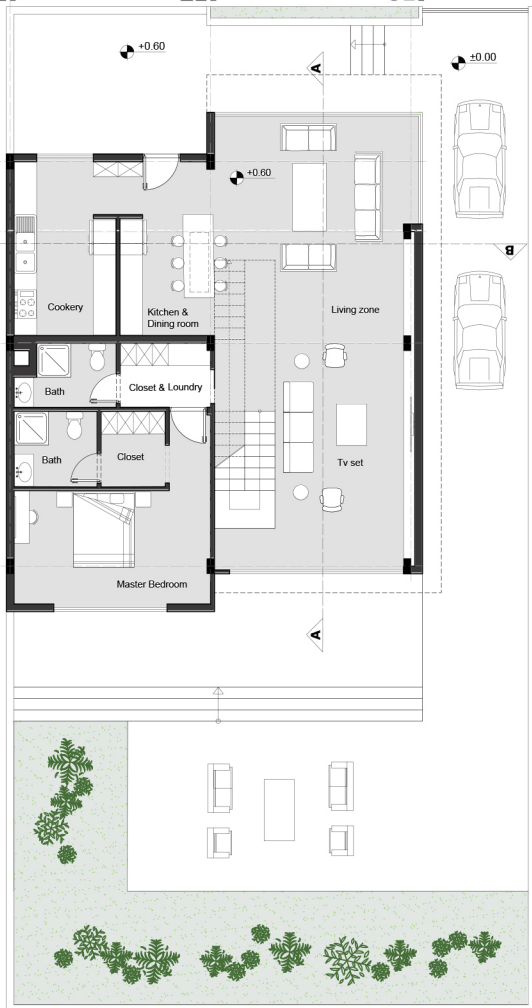 +0.60
±0.00
A
+0.60
B
Cookery
Kitchen &
Dining room
Living zone
Bath
Closet & Loundry
Bath
Closet
Tv set
Master Bedroom
A